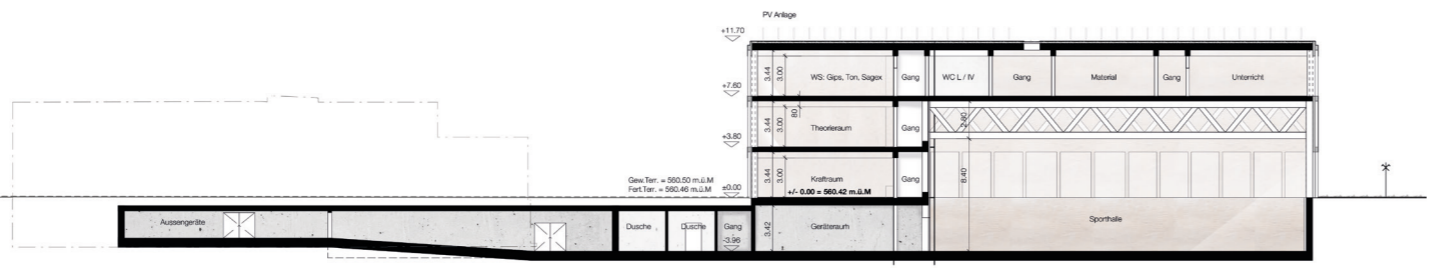 PV Anlage
+11.70
3.44
3.00
WS: Gips, Ton, Sagex
Gang
WC L / IV
Gang
Material
Gang
Unterricht
+7.60
80
3.44
3.00
Theorieraum
Gang
2.80
+3.80
3.44
3.00
Kraftraum
Gang
8.40
Gew.Terr. = 560.50 m.ü.M
Fert.Terr. = 560.46 m.ü.M
±0.00
+/- 0.00 = 560.42 m.ü.M
Aussengeräte
Dusche
Dusche
Gang
-3.96
3.42
Geräteraum
Sporthalle